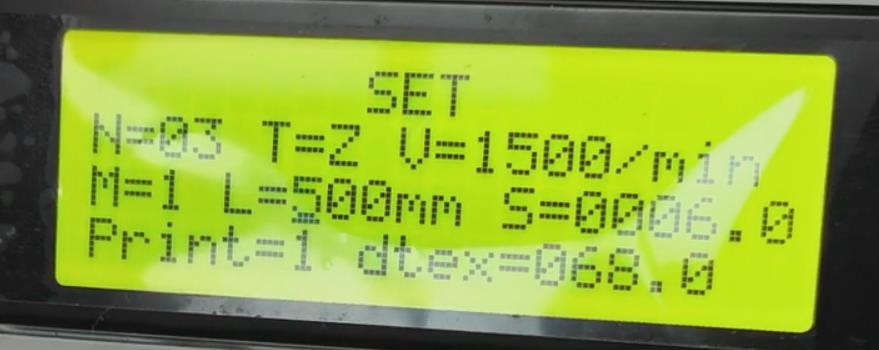 SET
N=03 T=Z V=1500/min
M=1 L=500mm S=0006.0
Print=1 dtex=068.0